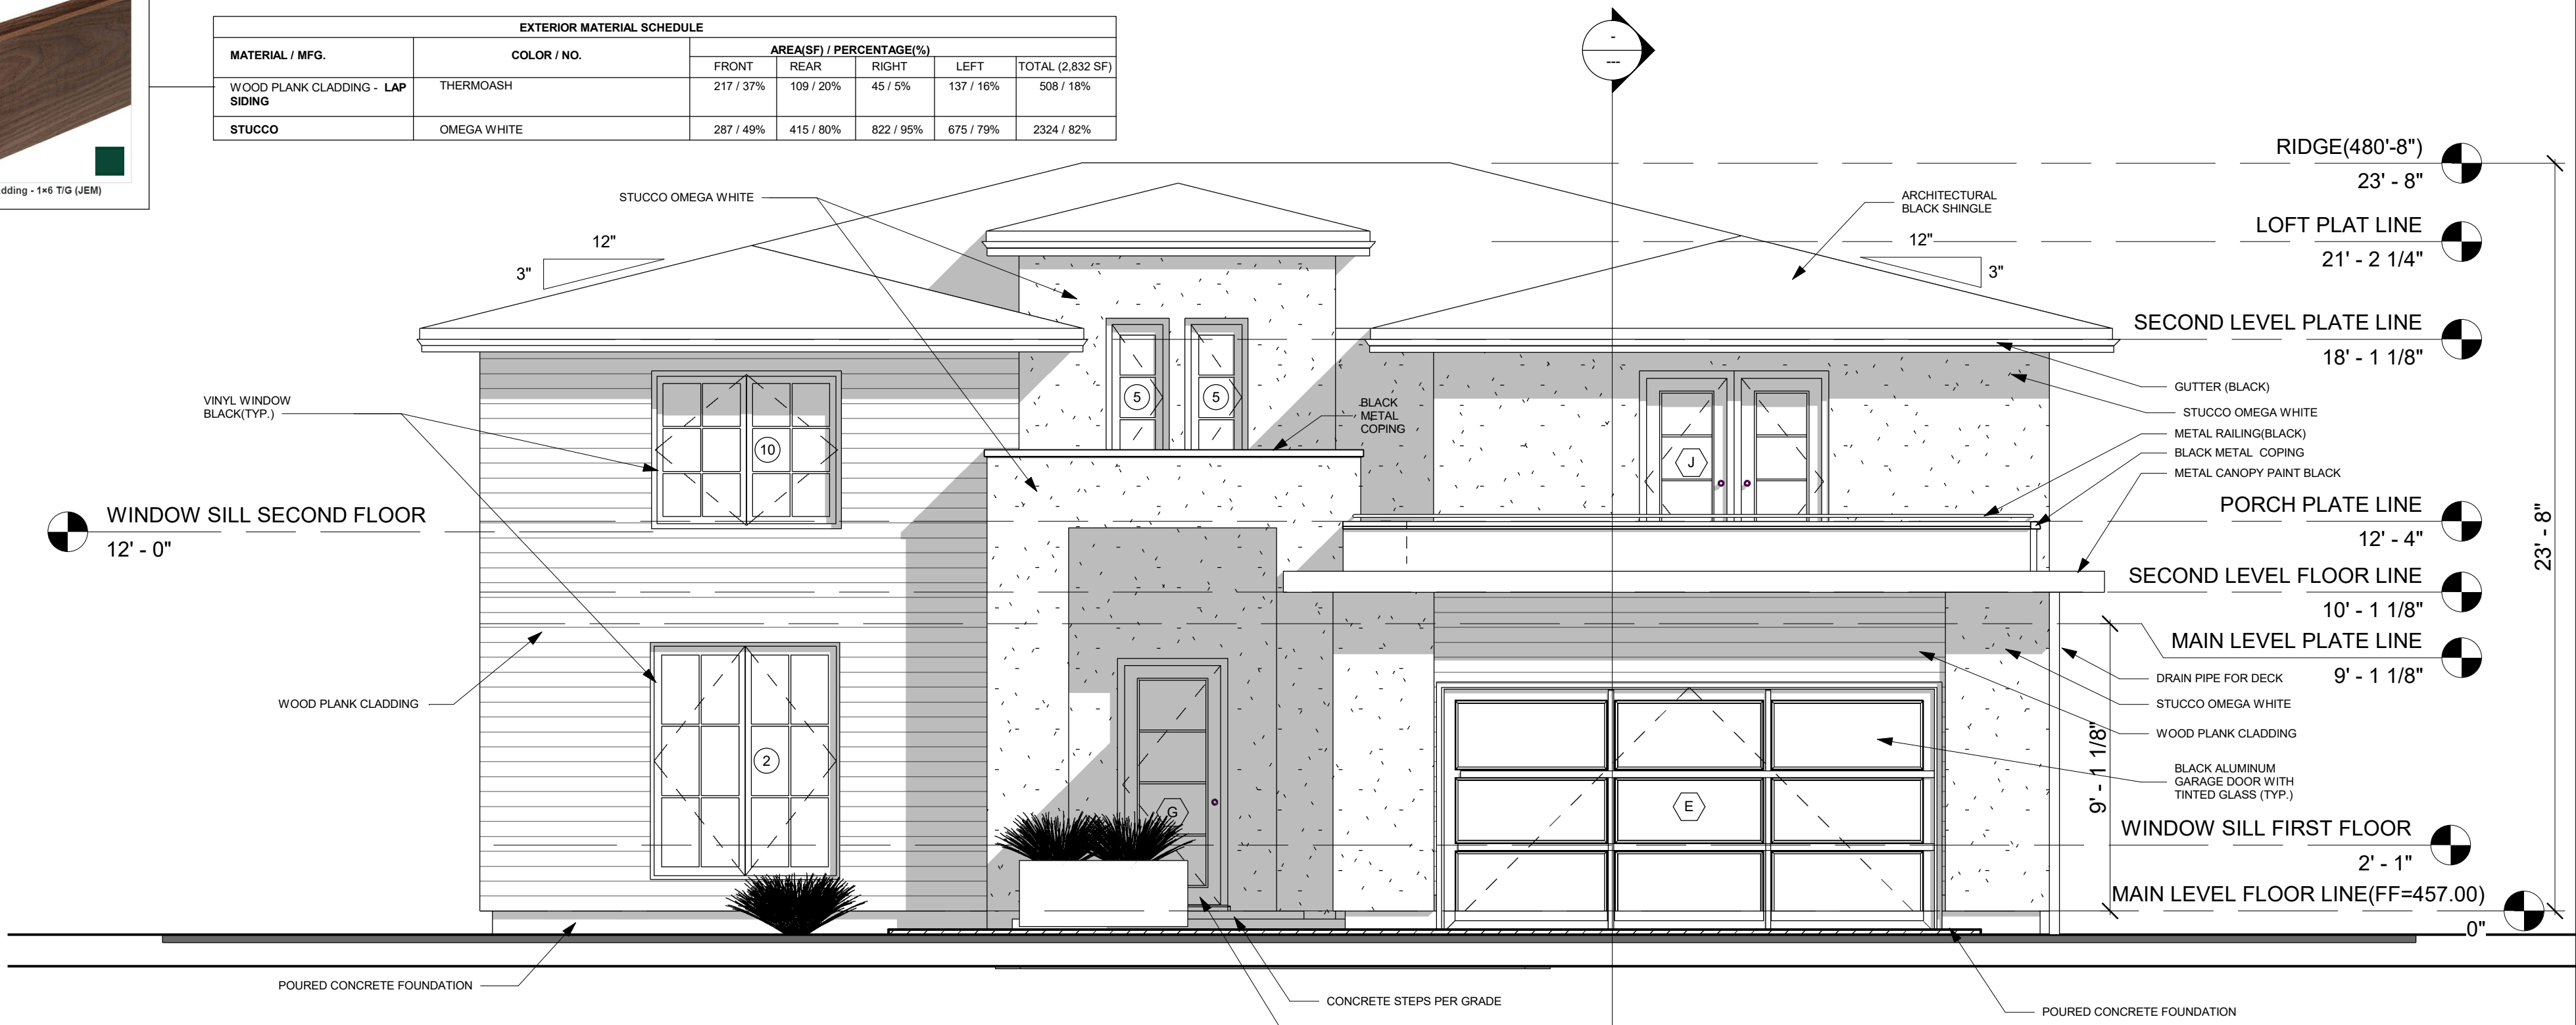 EXTERIOR MATERIAL SCHEDULE
MATERIAL / MFG.
COLOR / NO.
AREA(SF) / PERCENTAGE(%)
FRONT REAR RIGHT LEFT TOTAL (2,832 SF)
WOOD PLANK CLADDING - LAP
SIDING
THERMOASH
217 / 37% 109 / 20% 45 / 5% 137 / 16% 508 / 18%
STUCCO OMEGA WHITE 287 / 49% 415 / 80% 822 / 95% 675 / 79% 2324 / 82%
dding - 1×6 T/G (JEM)
-
---
STUCCO OMEGA WHITE
12"
3"
VINYL WINDOW
BLACK(TYP.)
WINDOW SILL SECOND FLOOR
12' - 0"
WOOD PLANK CLADDING
POURED CONCRETE FOUNDATION
10
2
5
5
BLACK
METAL
COPING
J
G
E
CONCRETE STEPS PER GRADE
ARCHITECTURAL
BLACK SHINGLE
12"
3"
RIDGE(480'-8")
23' - 8"
LOFT PLAT LINE
21' - 2 1/4"
SECOND LEVEL PLATE LINE
18' - 1 1/8"
GUTTER (BLACK)
STUCCO OMEGA WHITE
METAL RAILING(BLACK)
BLACK METAL COPING
METAL CANOPY PAINT BLACK
PORCH PLATE LINE
12' - 4"
SECOND LEVEL FLOOR LINE
10' - 1 1/8"
MAIN LEVEL PLATE LINE
9' - 1 1/8"
DRAIN PIPE FOR DECK
STUCCO OMEGA WHITE
WOOD PLANK CLADDING
BLACK ALUMINUM
GARAGE DOOR WITH
TINTED GLASS (TYP.)
9' - 1 1/8"
23' - 8"
WINDOW SILL FIRST FLOOR
2' - 1"
MAIN LEVEL FLOOR LINE(FF=457.00)
0"
POURED CONCRETE FOUNDATION